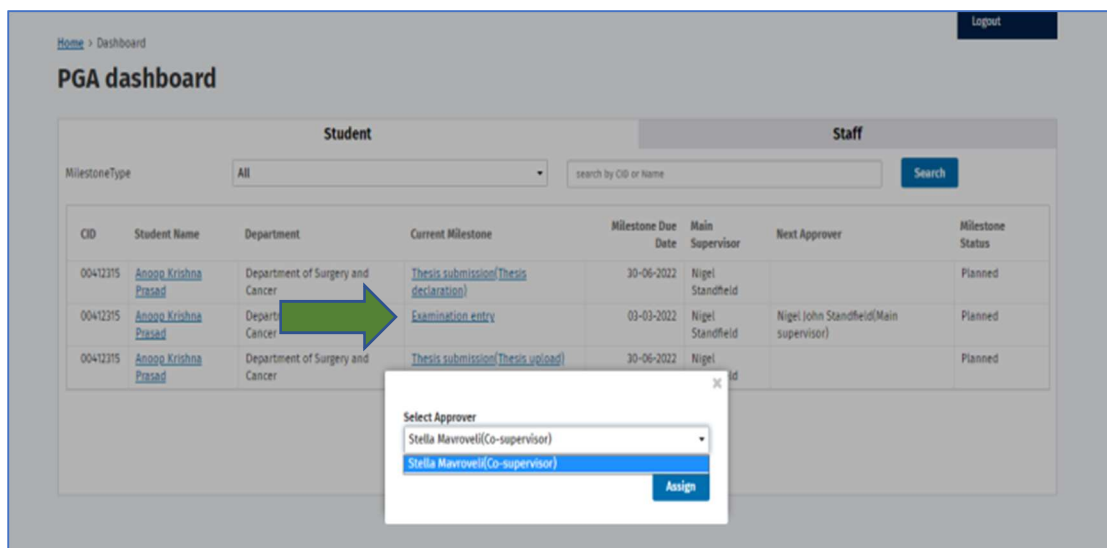 Logout
Home > Dashboard
PGA dashboard
Student Staff
MilestoneType All search by CID or Name Search
CID Student Name Department Current Milestone Milestone Due Date Main Supervisor Next Approver Milestone Status
00412315 Anoop Krishna Prasad Department of Surgery and Cancer Thesis submission(Thesis declaration) 30-06-2022 Nigel Standfield Planned
00412315 Anoop Krishna Prasad Depart Cancer Examination entry 03-03-2022 Nigel Standfield Nigel John Standfield(Main supervisor) Planned
00412315 Anoop Krishna Prasad Department of Surgery and Cancer Thesis submission(Thesis upload) 30-06-2022 Nigel ld Planned
×
Select Approver
Stella Mavroveli(Co-supervisor)
Stella Mavroveli(Co-supervisor)
Assign